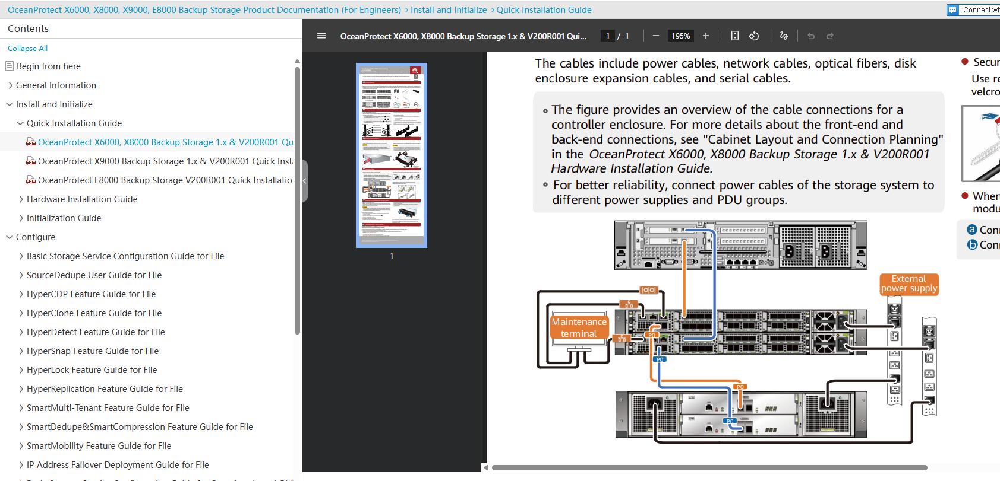 OceanProtect X6000, X8000, X9000, E8000 Backup Storage Product Documentation (For Engineers) > Install and Initialize > Quick Installation Guide
Connect wi
Contents
Collapse All
Begin from here
General Information
Install and Initialize
Quick Installation Guide
OceanProtect X6000, X8000 Backup Storage 1.x & V200R001 Qu
OceanProtect X9000 Backup Storage 1.x & V200R001 Quick Inst
OceanProtect E8000 Backup Storage V200R001 Quick Installatio
Hardware Installation Guide
Initialization Guide
Configure
Basic Storage Service Configuration Guide for File
SourceDedupe User Guide for File
HyperCDP Feature Guide for File
HyperClone Feature Guide for File
HyperDetect Feature Guide for File
HyperSnap Feature Guide for File
HyperLock Feature Guide for File
HyperReplication Feature Guide for File
SmartMulti-Tenant Feature Guide for File
SmartDedupe&SmartCompression Feature Guide for File
SmartMobility Feature Guide for File
IP Address Failover Deployment Guide for File
OceanProtect X6000, X8000 Backup Storage 1.x & V200R001 Qui...
1 / 1
195%
1
The cables include power cables, network cables, optical fibers, disk
enclosure expansion cables, and serial cables.
The figure provides an overview of the cable connections for a
controller enclosure. For more details about the front-end and
back-end connections, see "Cabinet Layout and Connection Planning"
in the OceanProtect X6000, X8000 Backup Storage 1.x & V200R001
Hardware Installation Guide.
For better reliability, connect power cables of the storage system to
different power supplies and PDU groups.
External
power supply
Maintenance
terminal
P0
P0
P0
P0
Secur
Use re
velcro
When
modu
a Conn
b Conn